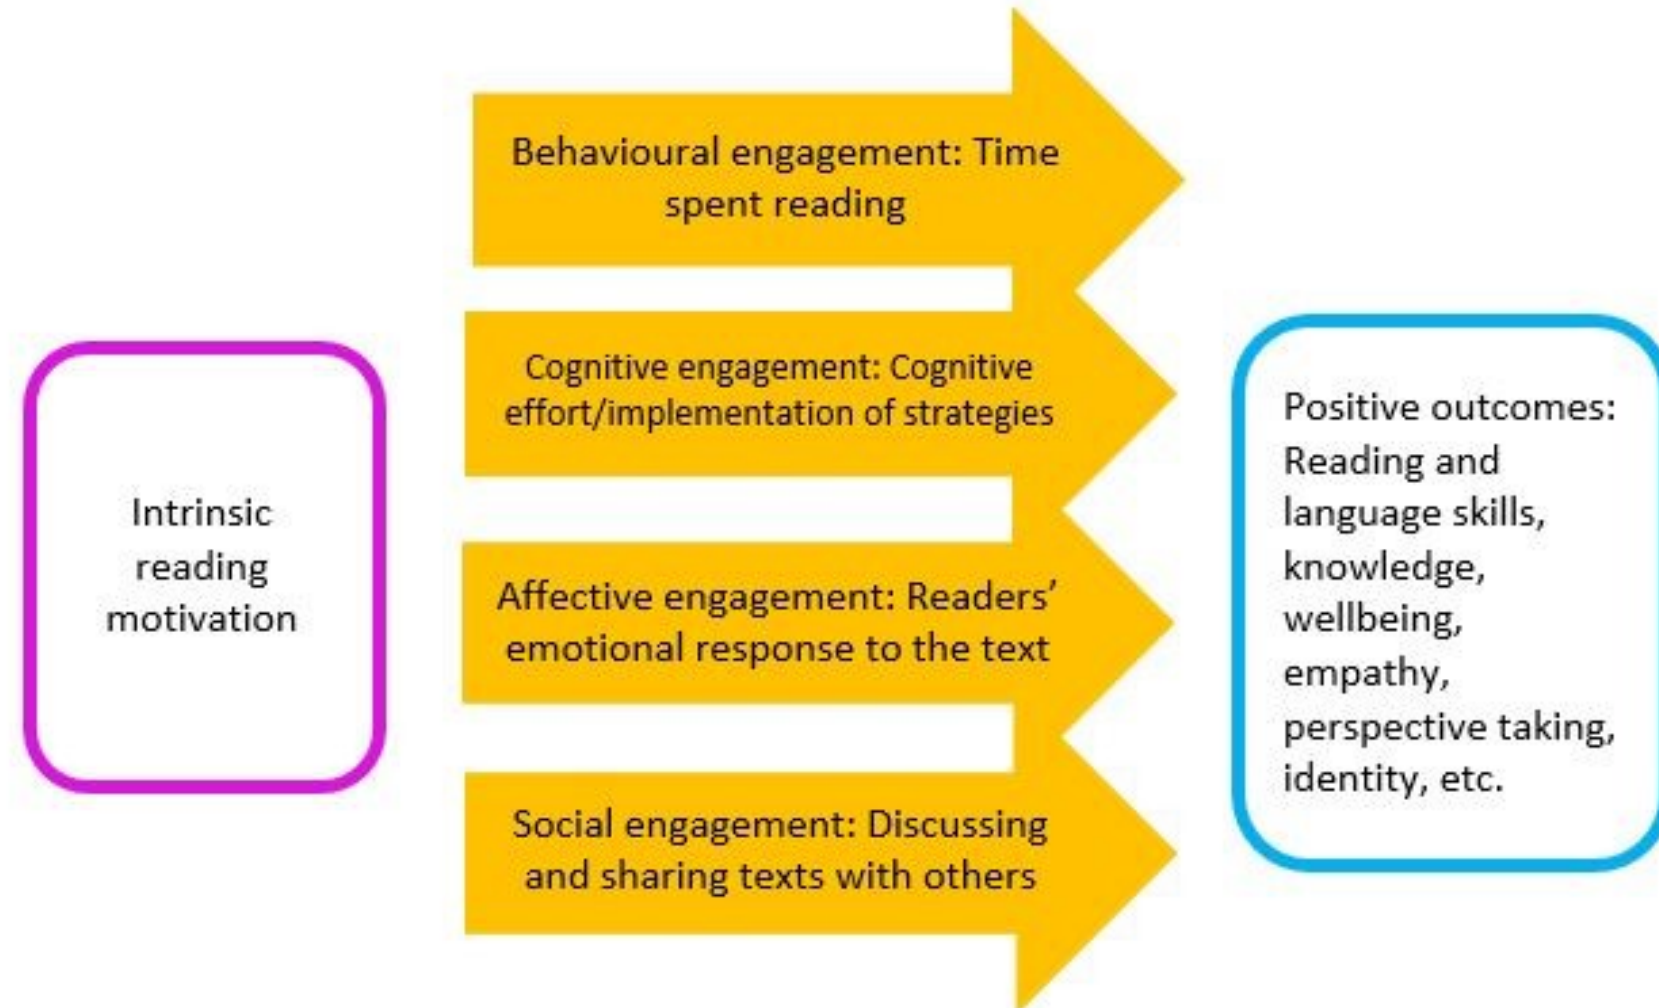 Intrinsic
reading
motivation
Behavioural engagement: Time
spent reading
Cognitive engagement: Cognitive
effort/implementation of strategies
Affective engagement: Readers’
emotional response to the text
Social engagement: Discussing
and sharing texts with others
Positive outcomes:
Reading and
language skills,
knowledge,
wellbeing,
empathy,
perspective taking,
identity, etc.